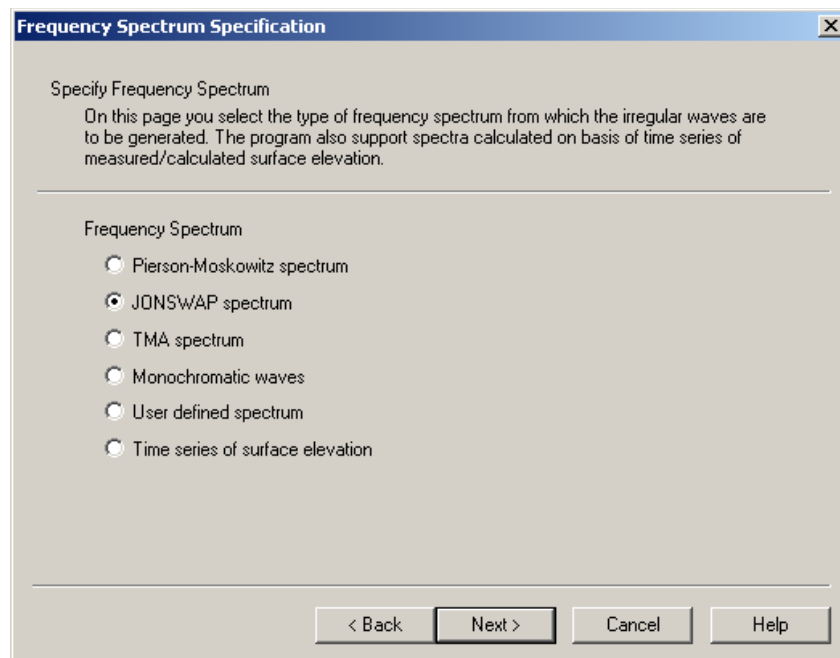 Frequency Spectrum Specification
Specify Frequency Spectrum
On this page you select the type of frequency spectrum from which the irregular waves are
to be generated. The program also support spectra calculated on basis of time series of
measured/calculated surface elevation.
Frequency Spectrum
Pierson-Moskowitz spectrum
JONSWAP spectrum
TMA spectrum
Monochromatic waves
User defined spectrum
Time series of surface elevation
< Back
Next >
Cancel
Help